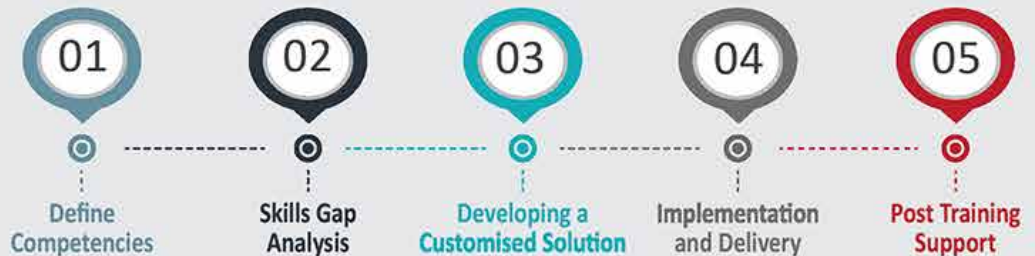 01
02
03
04
05
Define
Competencies
Skills Gap
Analysis
Developing a
Customised Solution
Implementation
and Delivery
Post Training
Support